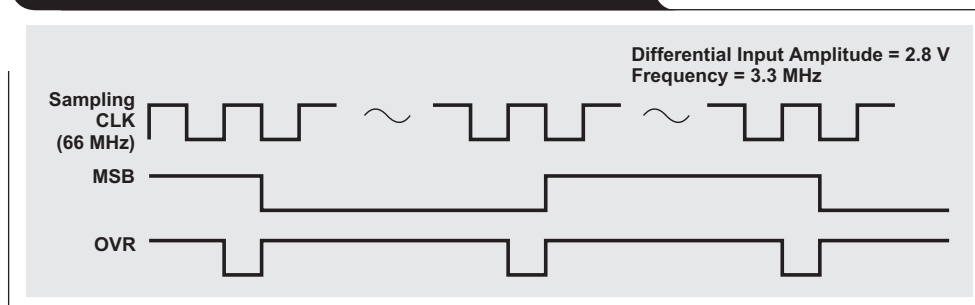 Differential Input Amplitude = 2.8 V
Frequency = 3.3 MHz
Sampling
CLK
(66 MHz)
MSB
OVR